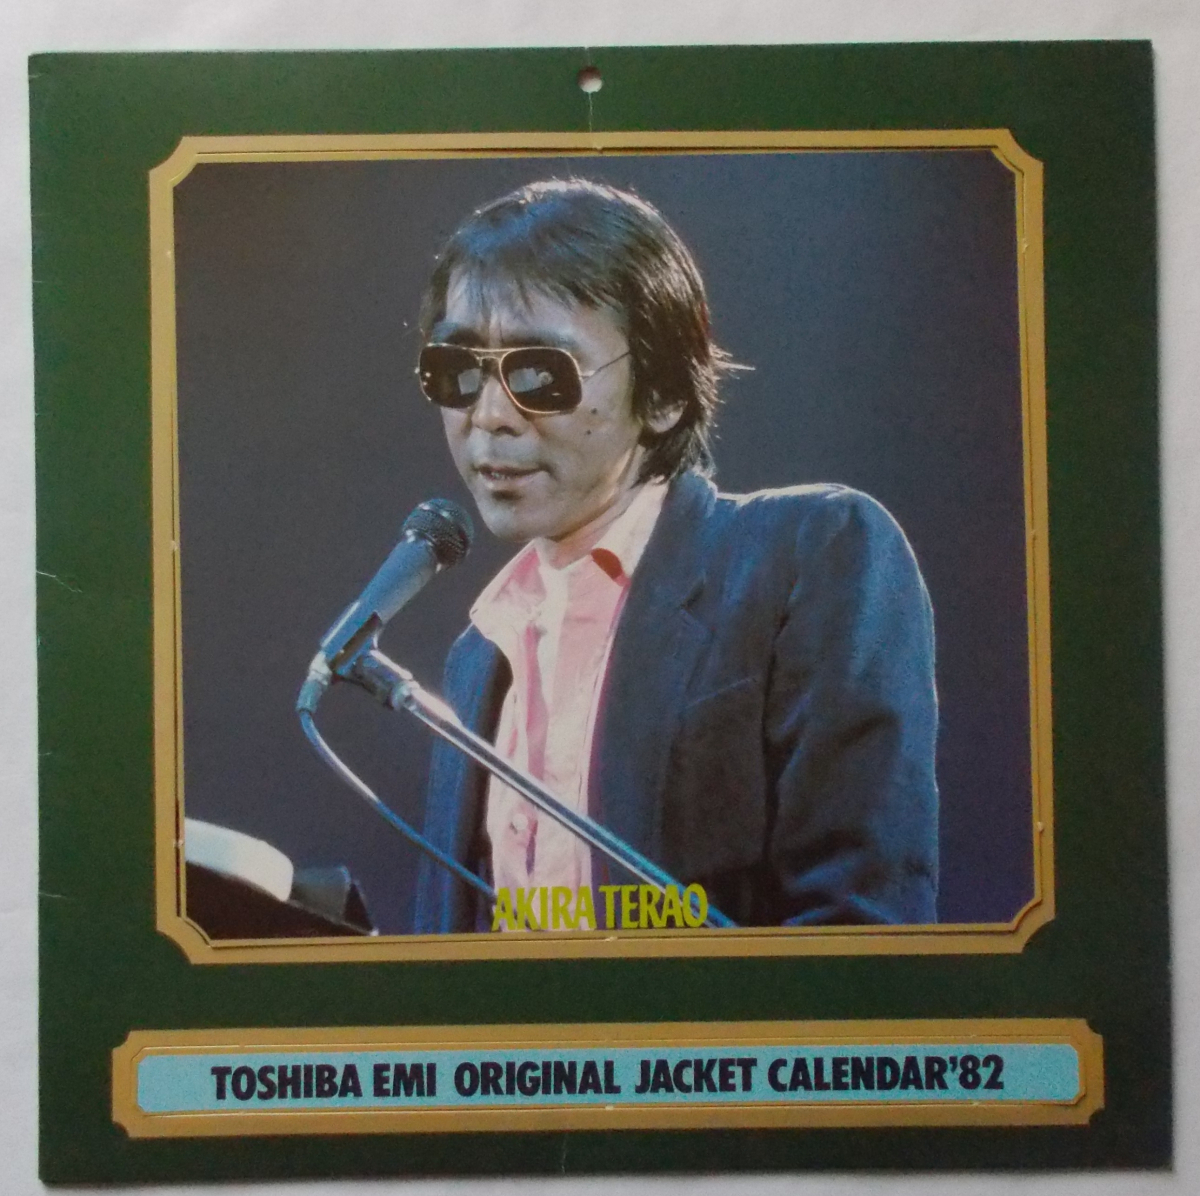 AKIRA TERAO
TOSHIBA EMI ORIGINAL JACKET CALENDAR'82